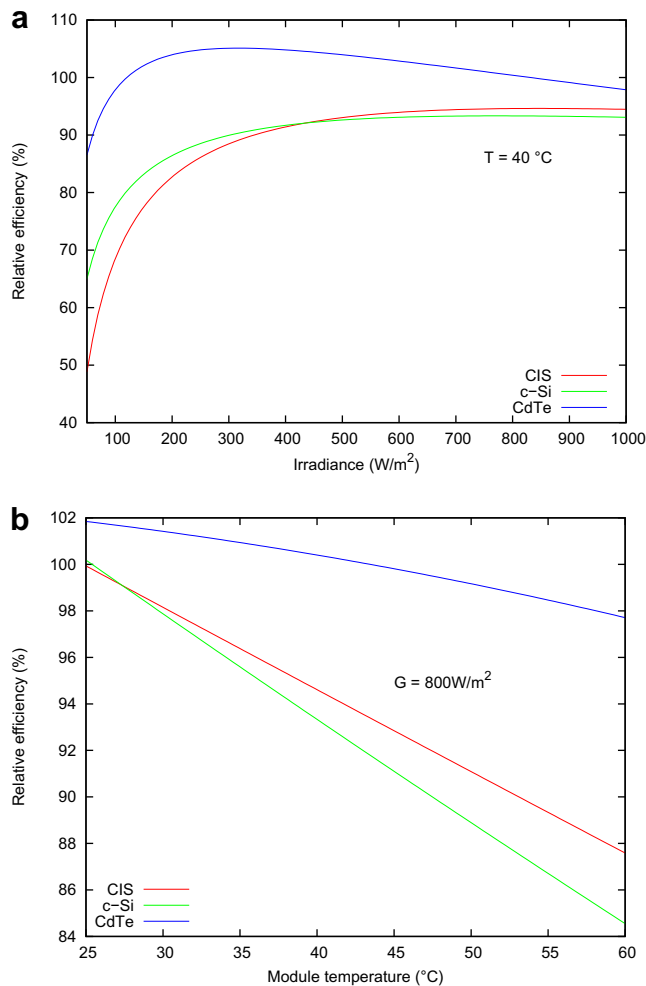 a
110
100
90
80
70
60
50
40
Relative efficiency (%)
T = 40 °C
CIS
c−Si
CdTe
100 200 300 400 500 600 700 800 900 1000
Irradiance (W/m2)
b
102
100
98
96
94
92
90
88
86
84
Relative efficiency (%)
G = 800W/m2
CIS
c−Si
CdTe
25 30 35 40 45 50 55 60
Module temperature (°C)